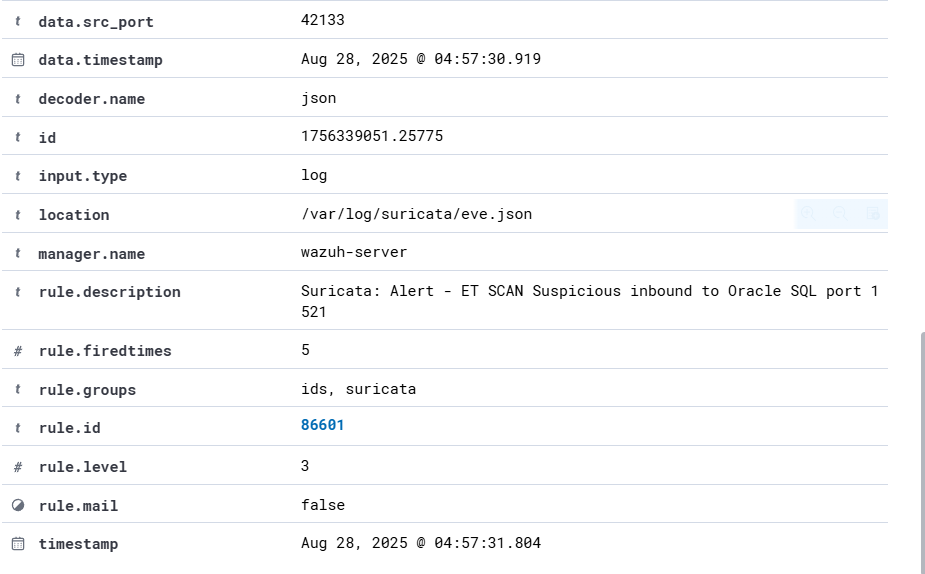 t data.src_port 42133
data.timestamp Aug 28, 2025 @ 04:57:30.919
t decoder.name json
t id 1756339051.25775
t input.type log
t location /var/log/suricata/eve.json
t manager.name wazuh-server
t rule.description Suricata: Alert - ET SCAN Suspicious inbound to Oracle SQL port 1
521
# rule.firedtimes 5
t rule.groups ids, suricata
t rule.id 86601
# rule.level 3
rule.mail false
timestamp Aug 28, 2025 @ 04:57:31.804